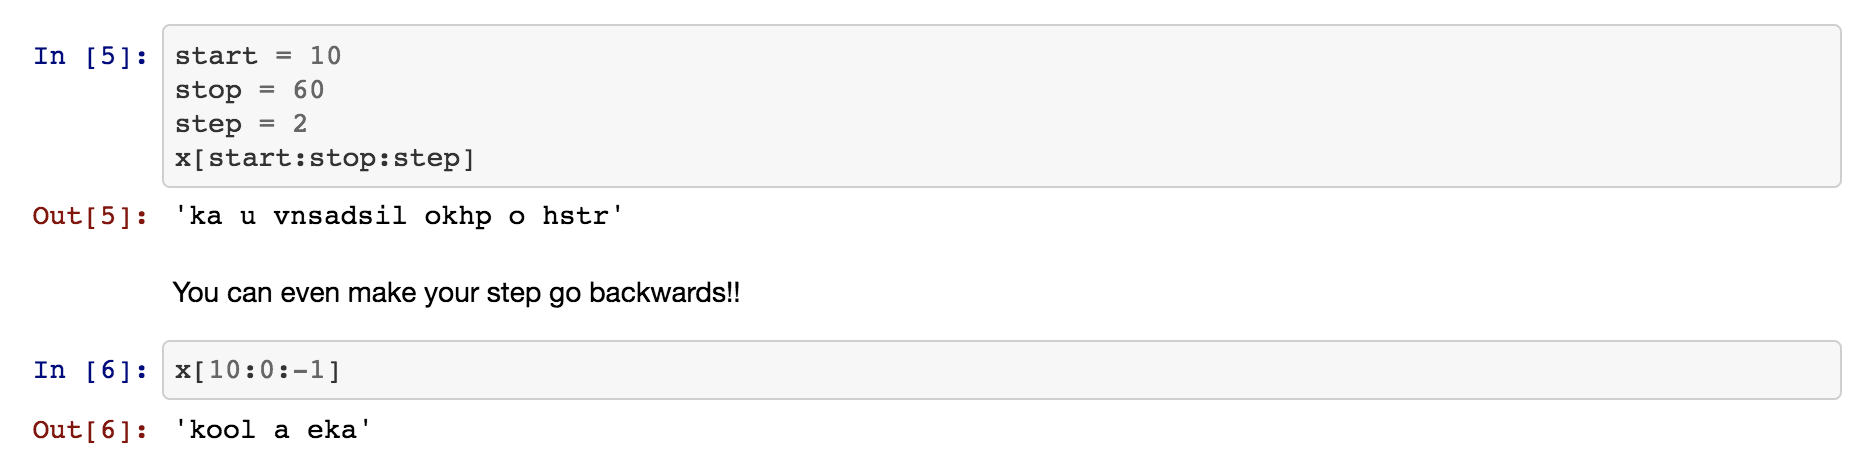 In [5]: start = 10
stop = 60
step = 2
x[start:stop:step]
Out[5]: 'ka u vnsadsil okhp o hstr'
You can even make your step go backwards!!
In [6]: x[10:0:-1]
Out[6]: 'kool a eka'